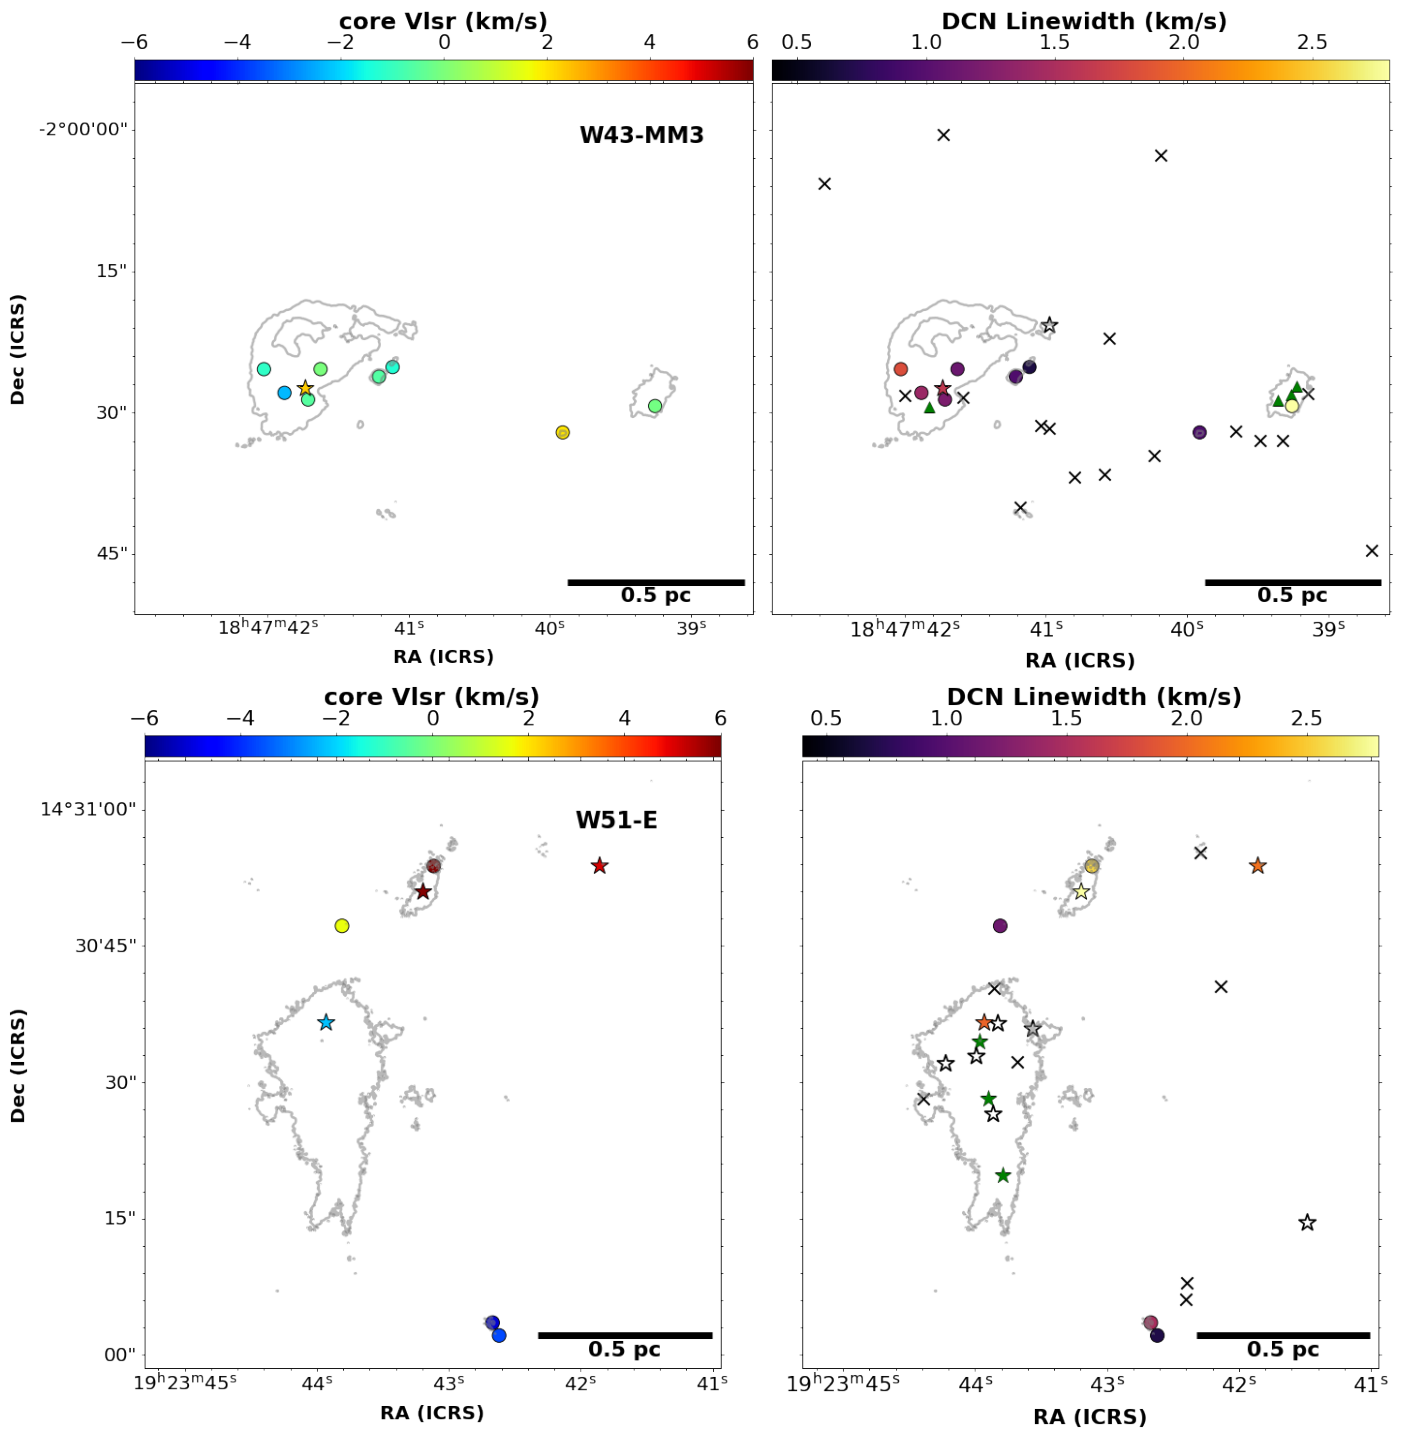 core Vlsr (km/s)
DCN Linewidth (km/s)
−6 −4 −2 0 2 4 6
0.5 1.0 1.5 2.0 2.5
W43-MM3
-2°00'00"
15"
30"
45"
Dec (ICRS)
0.5 pc
0.5 pc
18ʰ47ᵐ42ˢ 41ˢ 40ˢ 39ˢ
18ʰ47ᵐ42ˢ 41ˢ 40ˢ 39ˢ
RA (ICRS)
RA (ICRS)
core Vlsr (km/s)
DCN Linewidth (km/s)
−6 −4 −2 0 2 4 6
0.5 1.0 1.5 2.0 2.5
W51-E
14°31'00"
30'45"
30"
15"
00"
Dec (ICRS)
0.5 pc
0.5 pc
19ʰ23ᵐ45ˢ 44ˢ 43ˢ 42ˢ 41ˢ
19ʰ23ᵐ45ˢ 44ˢ 43ˢ 42ˢ 41ˢ
RA (ICRS)
RA (ICRS)